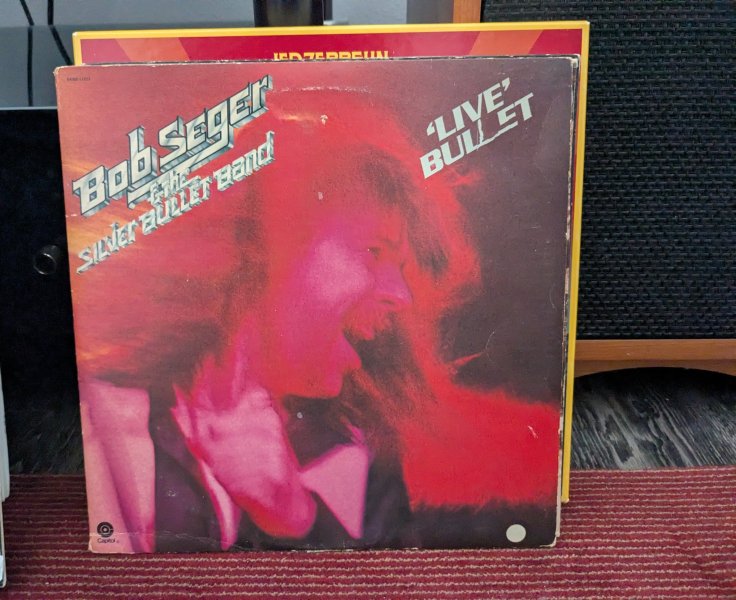 LED ZEPPELIN
Bob Seger
& the
SILVER BULLET Band
'LIVE'
BULLET
Capitol